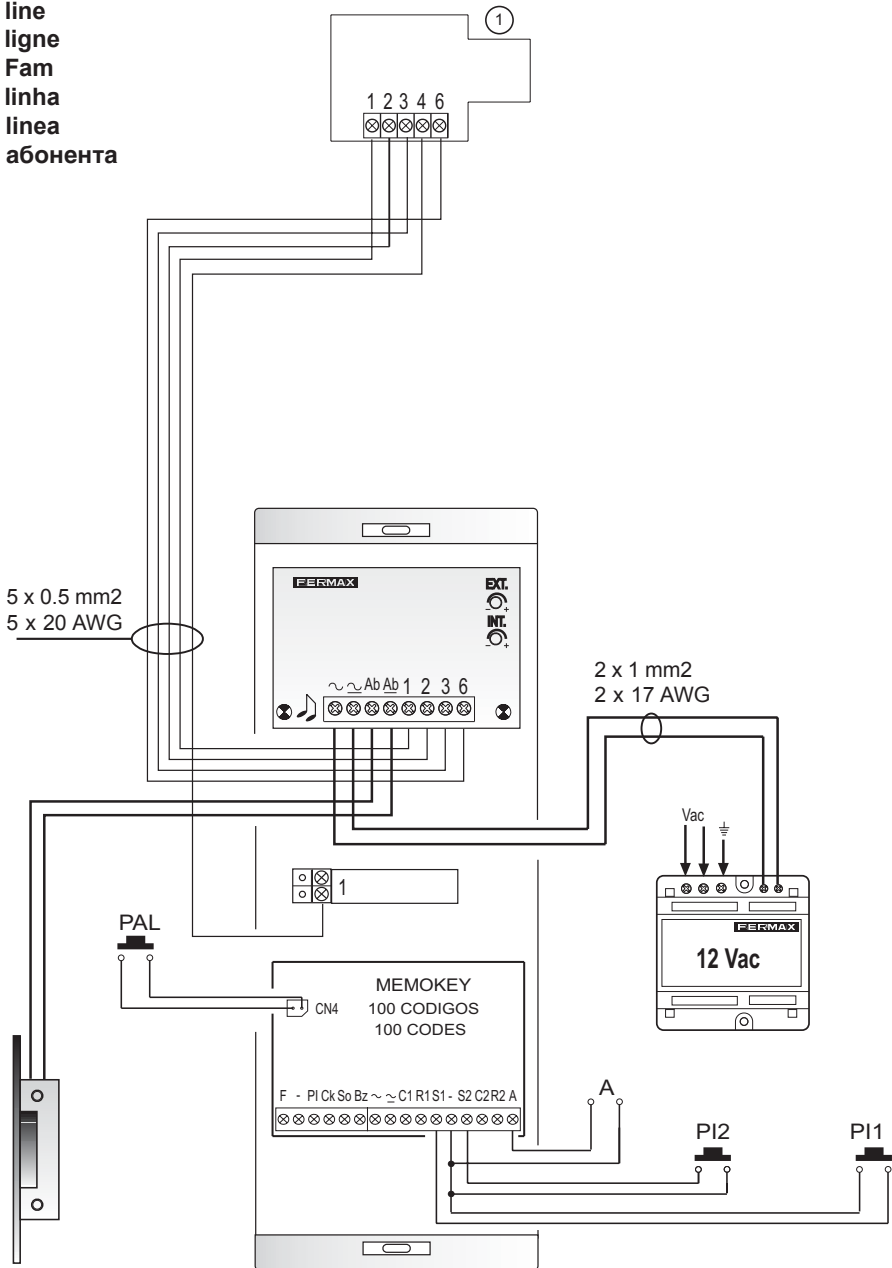 line
ligne
Fam
linha
linea
абонента
1
1 2 3 4 6
FERMAX
EXT.
- +
INT.
- +
5 x 0.5 mm2
5 x 20 AWG
Ab Ab 1 2 3 6
2 x 1 mm2
2 x 17 AWG
Vac
1
FERMAX
12 Vac
PAL
MEMOKEY
CN4
100 CODIGOS
100 CODES
F - PI Ck So Bz ~ ~ C1 R1 S1 - S2 C2 R2 A
A
PI2
PI1